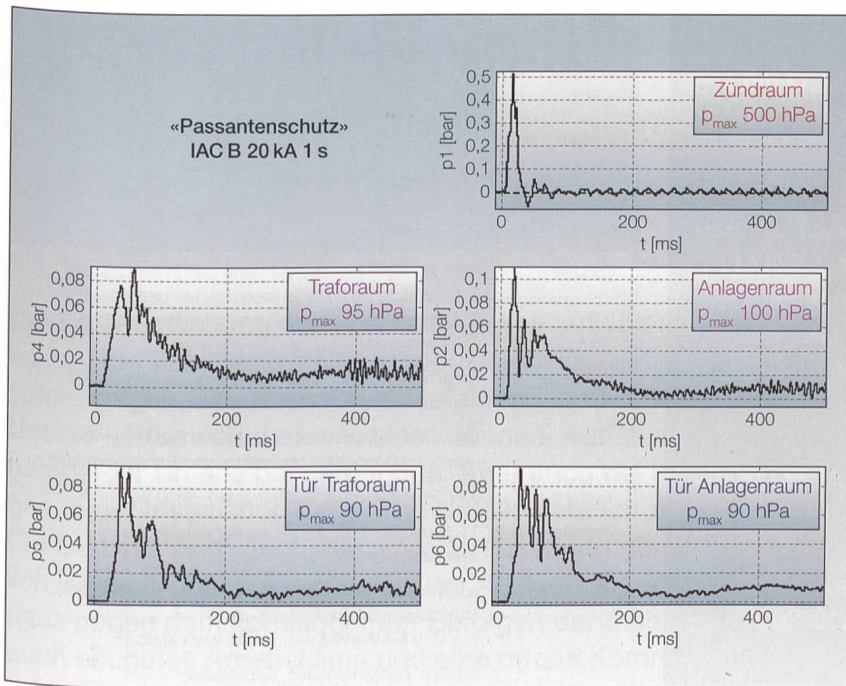 «Passantenschutz»
IAC B 20 kA 1 s
p1 [bar]
0,5
0,4
0,3
0,2
0,1
0
Zündraum
pmax 500 hPa
0 200 400
t [ms]
p4 [bar]
0,08
0,06
0,04
0,02
0
Traforaum
pmax 95 hPa
0 200 400
t [ms]
p2 [bar]
0,1
0,08
0,06
0,04
0,02
0
Anlagenraum
pmax 100 hPa
0 200 400
t [ms]
p5 [bar]
0,08
0,06
0,04
0,02
0
Tür Traforaum
pmax 90 hPa
0 200 400
t [ms]
p6 [bar]
0,08
0,06
0,04
0,02
0
Tür Anlagenraum
pmax 90 hPa
0 200 400
t [ms]